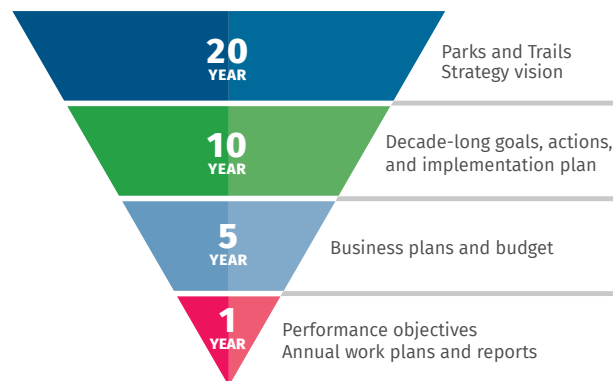 20
YEAR
Parks and Trails
Strategy vision
10
YEAR
Decade-long goals, actions,
and implementation plan
5
YEAR
Business plans and budget
1
YEAR
Performance objectives
Annual work plans and reports